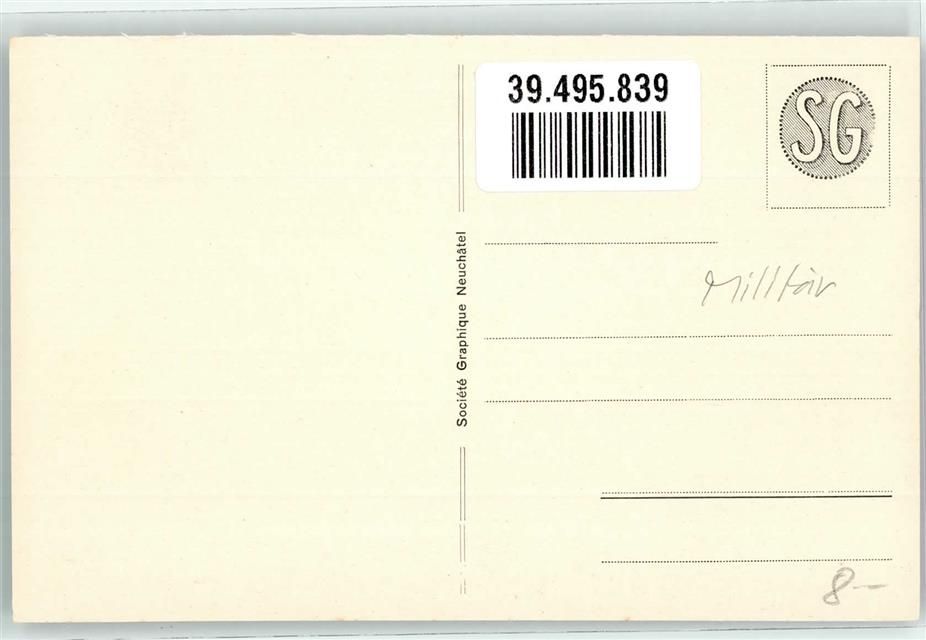 39.495.839
SG
Société Graphique Neuchâtel
Militär
8–